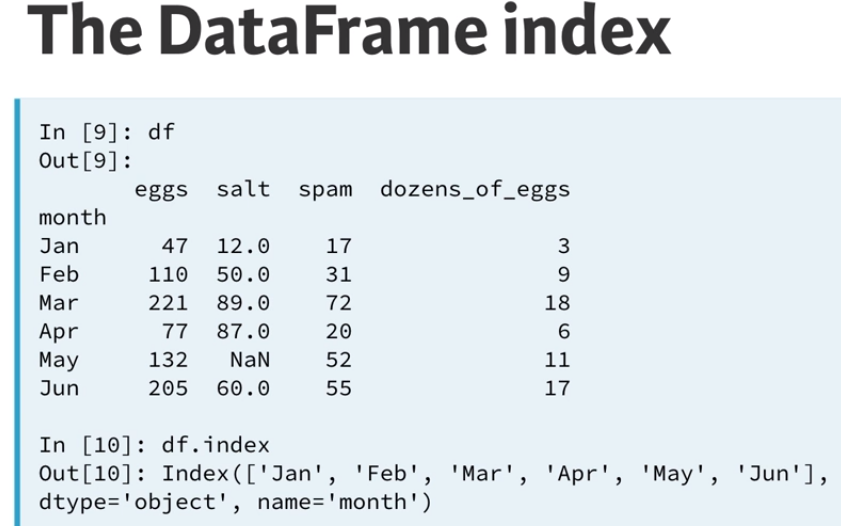 The DataFrame index
In [9]: df
Out[9]:
       eggs  salt  spam  dozens_of_eggs
month
Jan      47  12.0    17               3
Feb     110  50.0    31               9
Mar     221  89.0    72              18
Apr      77  87.0    20               6
May     132   NaN    52              11
Jun     205  60.0    55              17
In [10]: df.index
Out[10]: Index(['Jan', 'Feb', 'Mar', 'Apr', 'May', 'Jun'],
dtype='object', name='month')